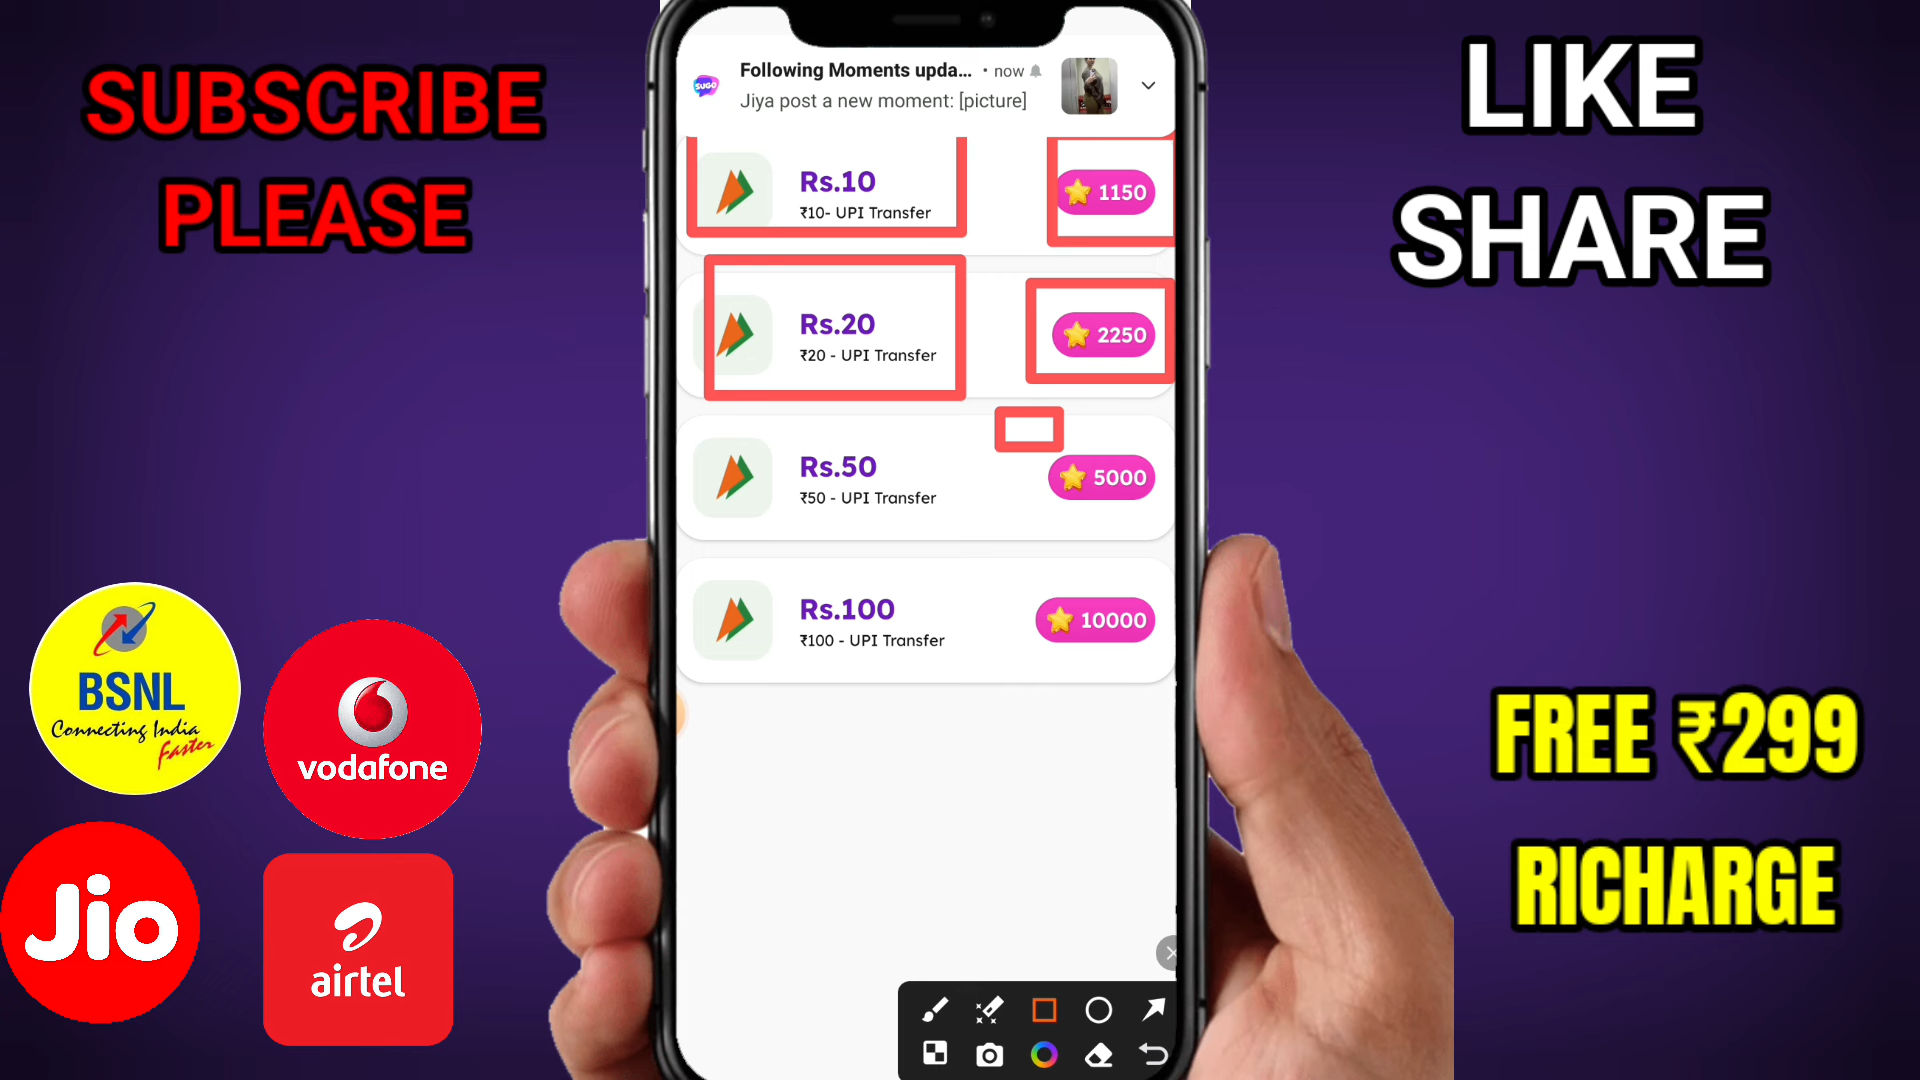 SUBSCRIBE
PLEASE
LIKE
SHARE
SUGO
Following Moments upda... • now
Jiya post a new moment: [picture]
Rs.10
₹10- UPI Transfer
1150
Rs.20
₹20 - UPI Transfer
2250
Rs.50
₹50 - UPI Transfer
5000
Rs.100
₹100 - UPI Transfer
10000
BSNL
Connecting India
Faster
vodafone
Jio
airtel
FREE ₹299
RICHARGE